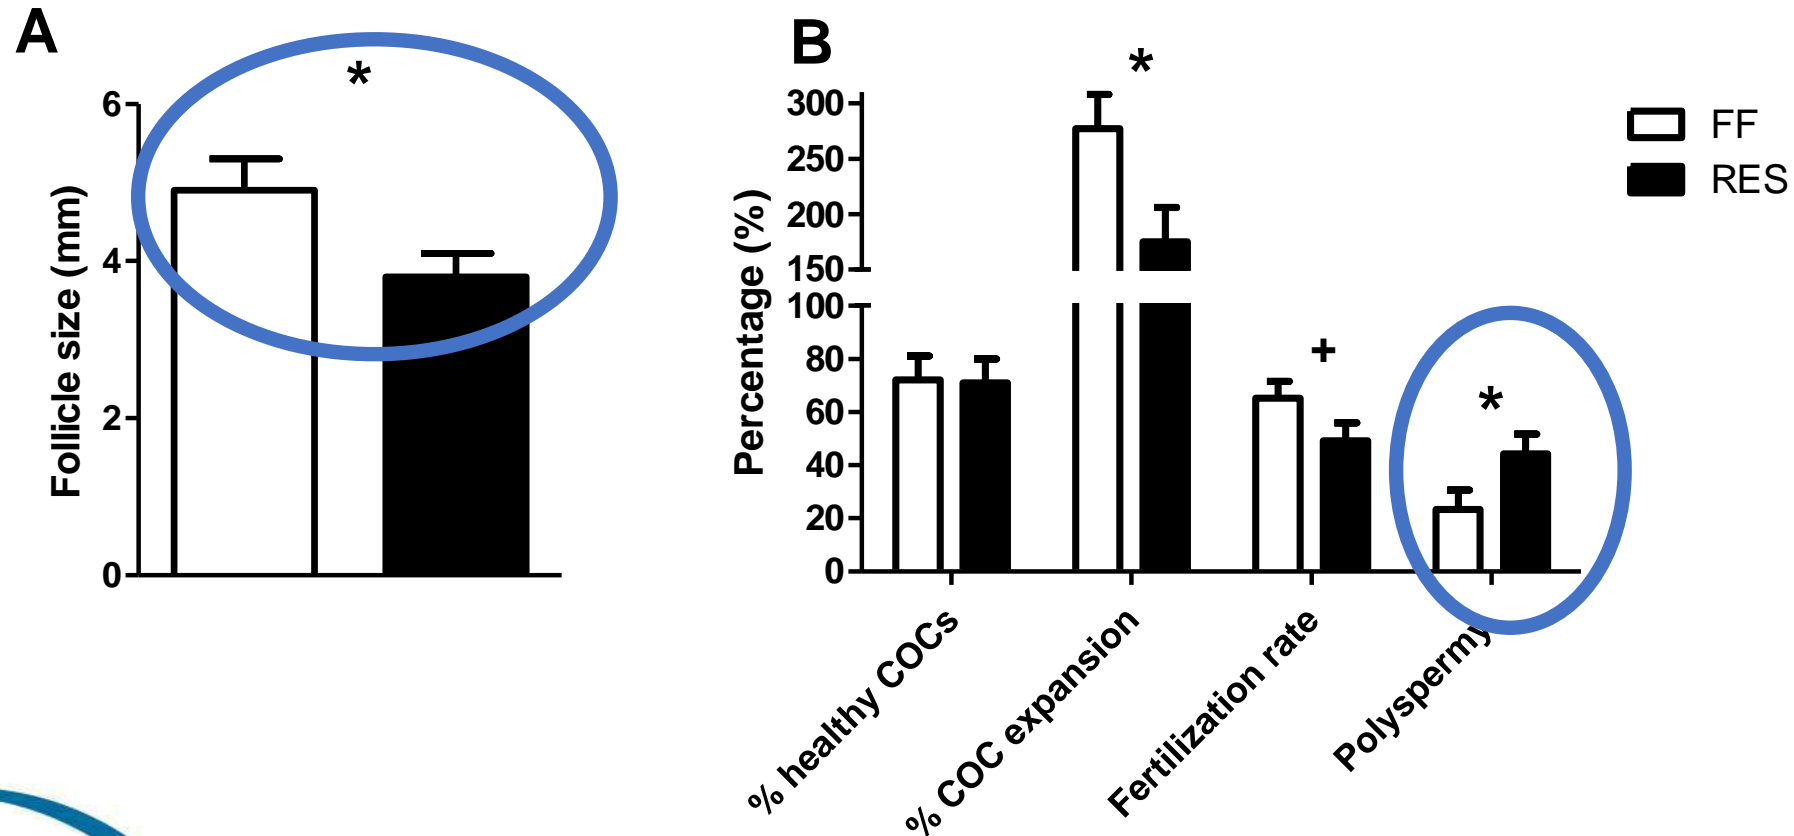 A
*
6
4
2
0
Follicle size (mm)
B
*
300
250
200
150
100
80
60
40
20
0
Percentage (%)
+
*
% healthy COCs
% COC expansion
Fertilization rate
Polyspermy
FF
RES